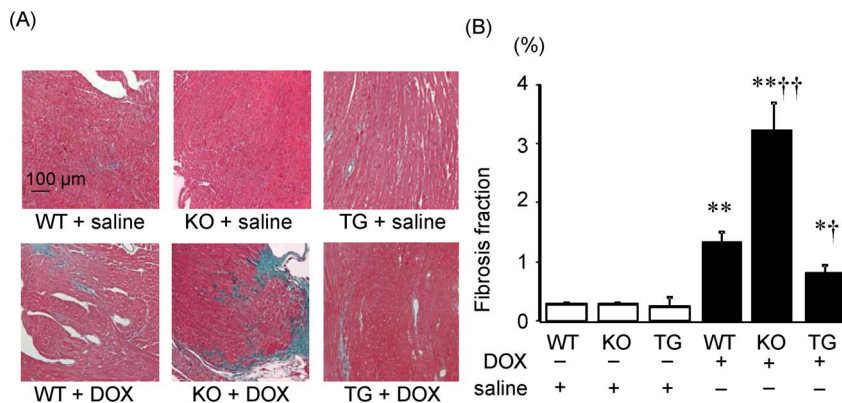 (A)
100 µm
WT + saline KO + saline TG + saline
WT + DOX KO + DOX TG + DOX
(B)
(%)
Fibrosis fraction
4
3
2
1
0
** **†† *†
WT KO TG WT KO TG
DOX – – – + + +
saline + + + – – –